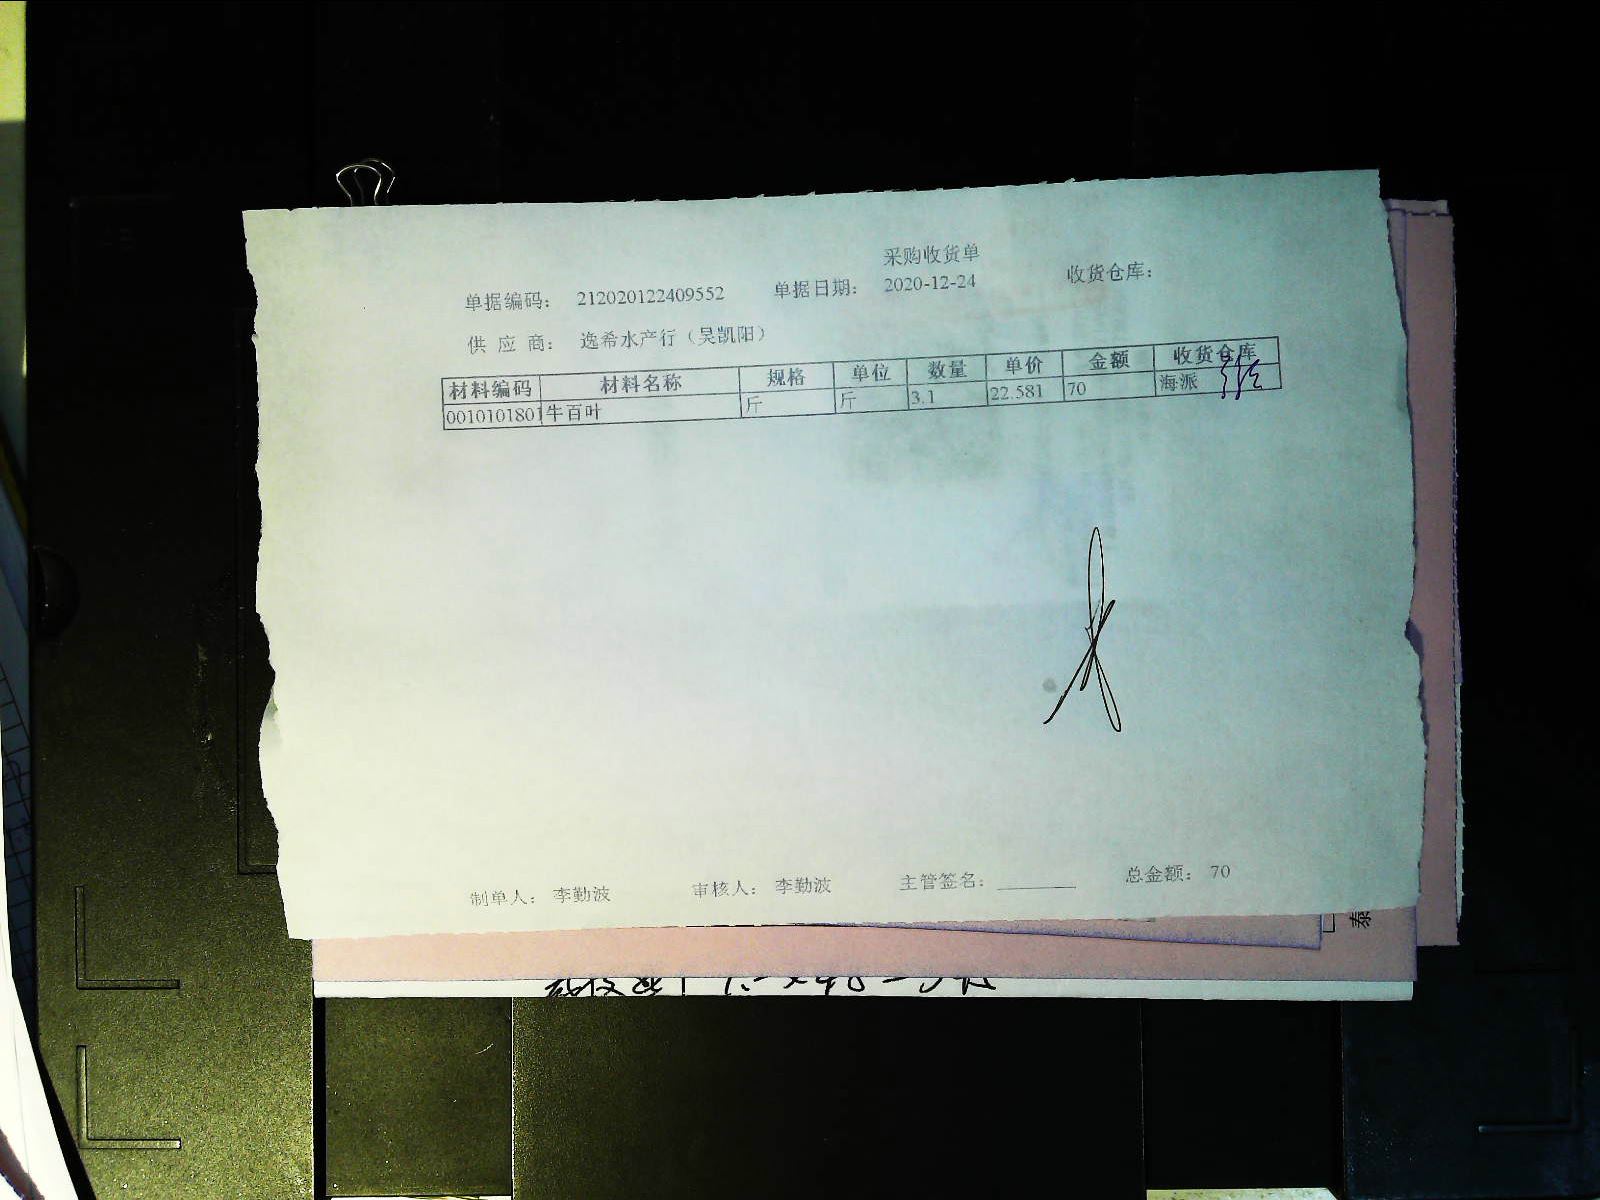 采购收货单
单据编码： 212020122409552 单据日期： 2020-12-24 收货仓库：
供 应 商： 逸希水产行（吴凯阳）
材料编码 材料名称 规格 单位 数量 单价 金额 收货仓库
0010101801 牛百叶 斤 斤 3.1 22.581 70 海派
制单人： 李勤波 审核人： 李勤波 主管签名： ________ 总金额： 70
泰